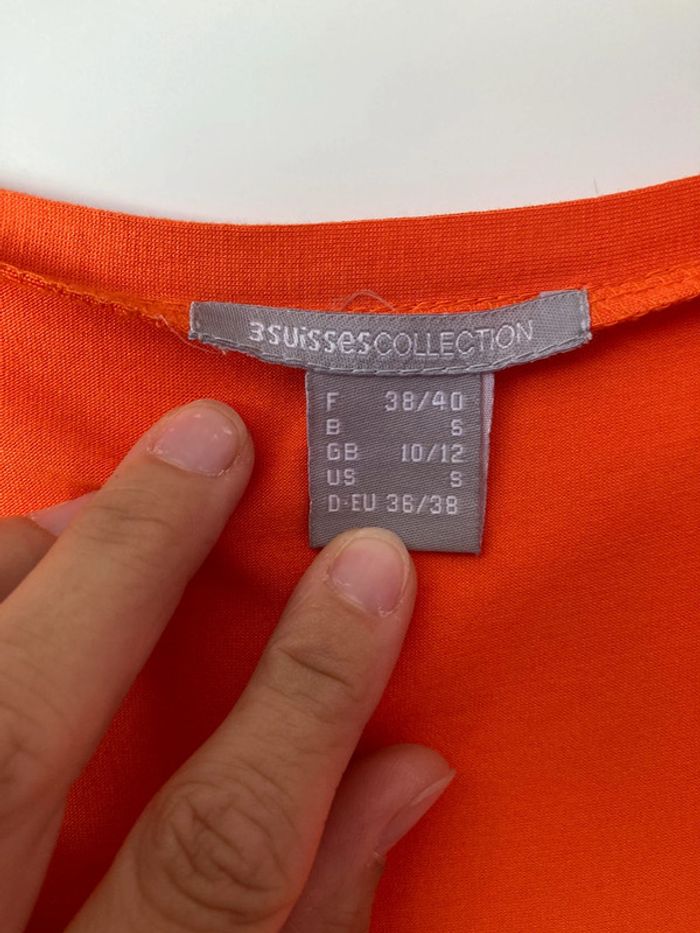 3suissesCOLLECTION
F 38/40
B S
GB 10/12
US S
D-EU 36/38